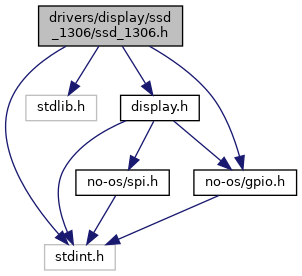 drivers/display/ssd
_1306/ssd_1306.h
stdlib.h
display.h
no-os/spi.h
no-os/gpio.h
stdint.h